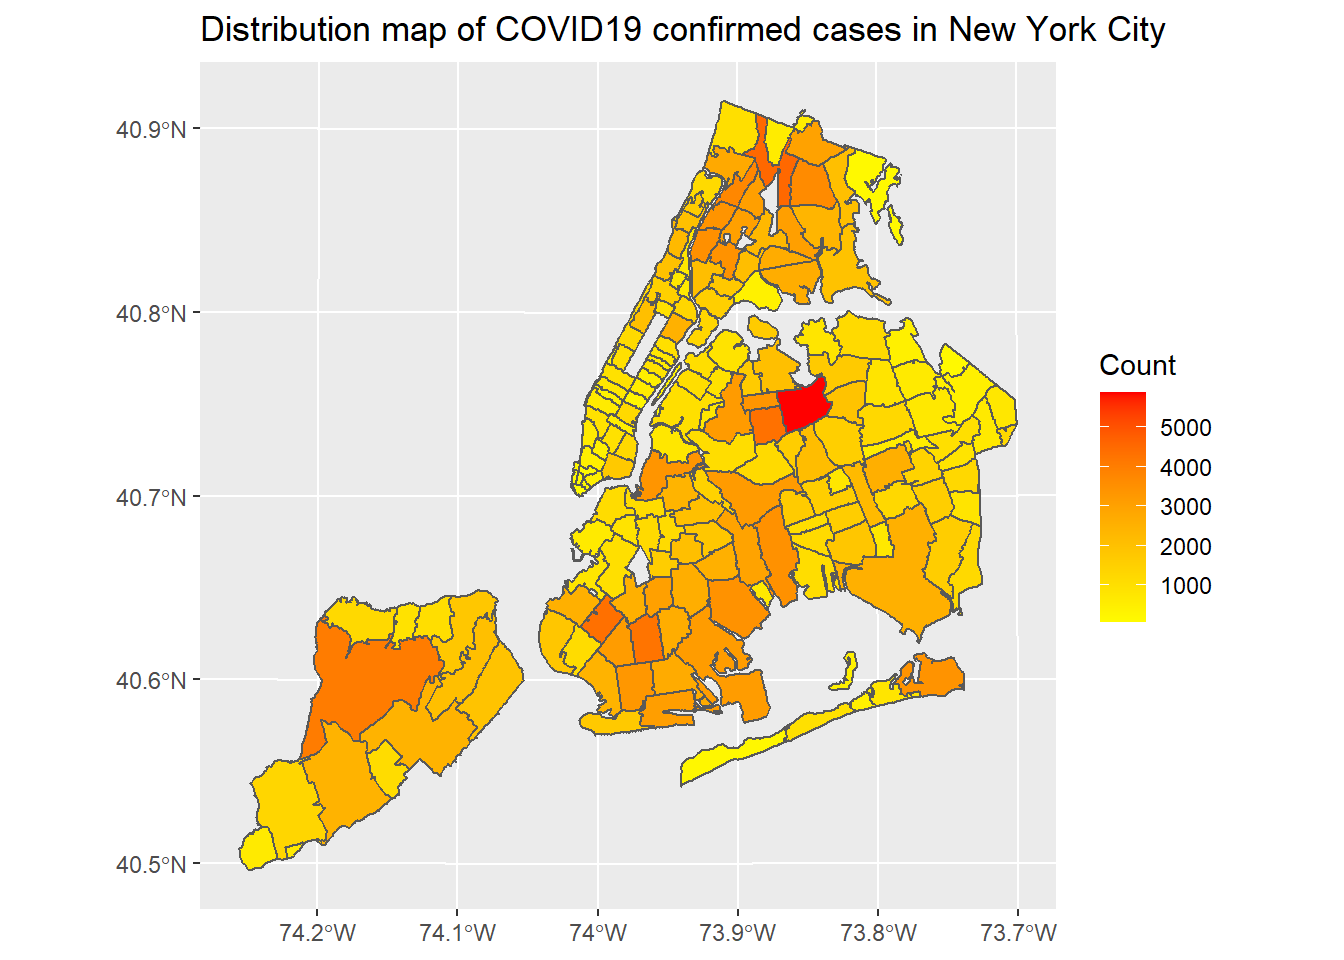 Distribution map of COVID19 confirmed cases in New York City
40.9°N
40.8°N
40.7°N
40.6°N
40.5°N
74.2°W
74.1°W
74°W
73.9°W
73.8°W
73.7°W
Count
5000
4000
3000
2000
1000